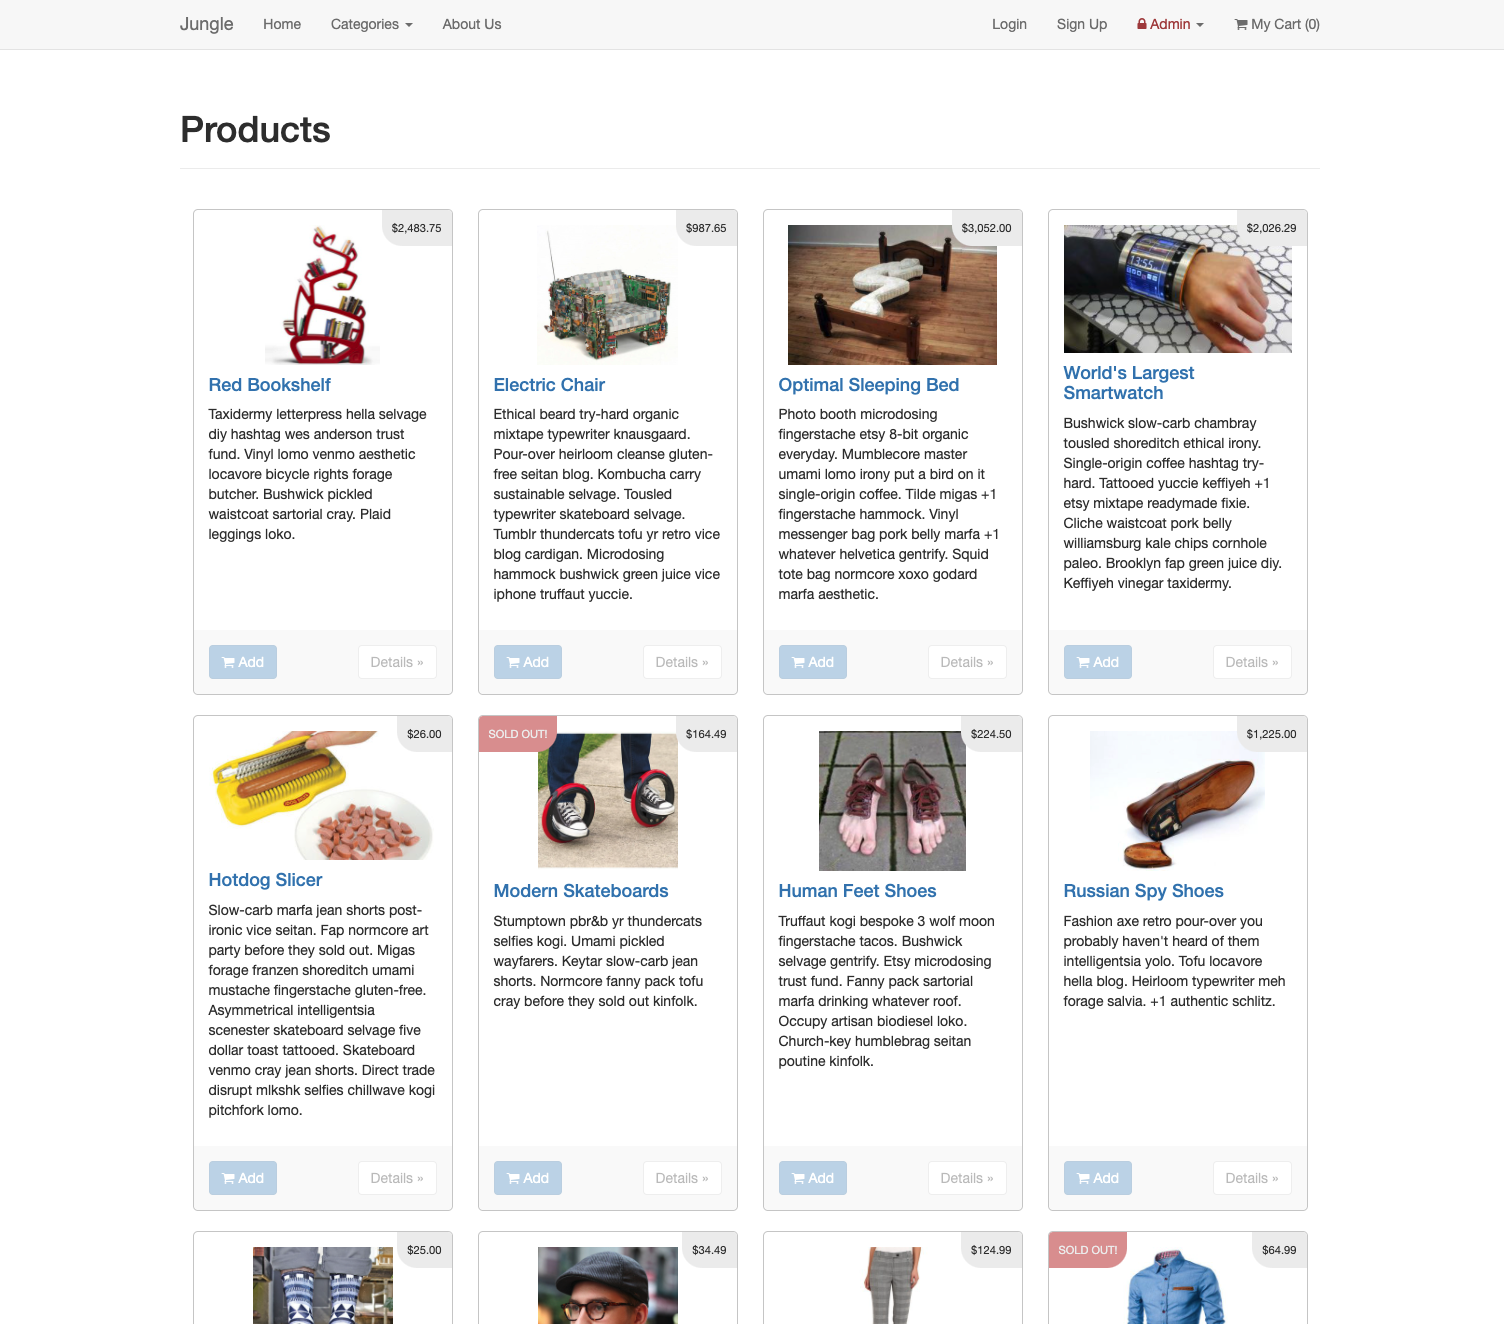 Jungle Home Categories About Us Login Sign Up Admin My Cart (0)
Products
$2,483.75
Red Bookshelf
Taxidermy letterpress hella selvage
diy hashtag wes anderson trust
fund. Vinyl lomo venmo aesthetic
locavore bicycle rights forage
butcher. Bushwick pickled
waistcoat sartorial cray. Plaid
leggings loko.
Add Details »
$987.65
Electric Chair
Ethical beard try-hard organic
mixtape typewriter knausgaard.
Pour-over heirloom cleanse gluten-
free seitan blog. Kombucha carry
sustainable selvage. Tousled
typewriter skateboard selvage.
Tumblr thundercats tofu yr retro vice
blog cardigan. Microdosing
hammock bushwick green juice vice
iphone truffaut yuccie.
Add Details »
$3,052.00
Optimal Sleeping Bed
Photo booth microdosing
fingerstache etsy 8-bit organic
everyday. Mumblecore master
umami lomo irony put a bird on it
single-origin coffee. Tilde migas +1
fingerstache hammock. Vinyl
messenger bag pork belly marfa +1
whatever helvetica gentrify. Squid
tote bag normcore xoxo godard
marfa aesthetic.
Add Details »
$2,026.29
13:55
World's Largest
Smartwatch
Bushwick slow-carb chambray
tousled shoreditch ethical irony.
Single-origin coffee hashtag try-
hard. Tattooed yuccie keffiyeh +1
etsy mixtape readymade fixie.
Cliche waistcoat pork belly
williamsburg kale chips cornhole
paleo. Brooklyn fap green juice diy.
Keffiyeh vinegar taxidermy.
Add Details »
$26.00
Hotdog Slicer
Slow-carb marfa jean shorts post-
ironic vice seitan. Fap normcore art
party before they sold out. Migas
forage franzen shoreditch umami
mustache fingerstache gluten-free.
Asymmetrical intelligentsia
scenester skateboard selvage five
dollar toast tattooed. Skateboard
venmo cray jean shorts. Direct trade
disrupt mlkshk selfies chillwave kogi
pitchfork lomo.
Add Details »
SOLD OUT! $164.49
Modern Skateboards
Stumptown pbr&b yr thundercats
selfies kogi. Umami pickled
wayfarers. Keytar slow-carb jean
shorts. Normcore fanny pack tofu
cray before they sold out kinfolk.
Add Details »
$224.50
Human Feet Shoes
Truffaut kogi bespoke 3 wolf moon
fingerstache tacos. Bushwick
selvage gentrify. Etsy microdosing
trust fund. Fanny pack sartorial
marfa drinking whatever roof.
Occupy artisan biodiesel loko.
Church-key humblebrag seitan
poutine kinfolk.
Add Details »
$1,225.00
Russian Spy Shoes
Fashion axe retro pour-over you
probably haven't heard of them
intelligentsia yolo. Tofu locavore
hella blog. Heirloom typewriter meh
forage salvia. +1 authentic schlitz.
Add Details »
$25.00
$34.49
$124.99
SOLD OUT! $64.99